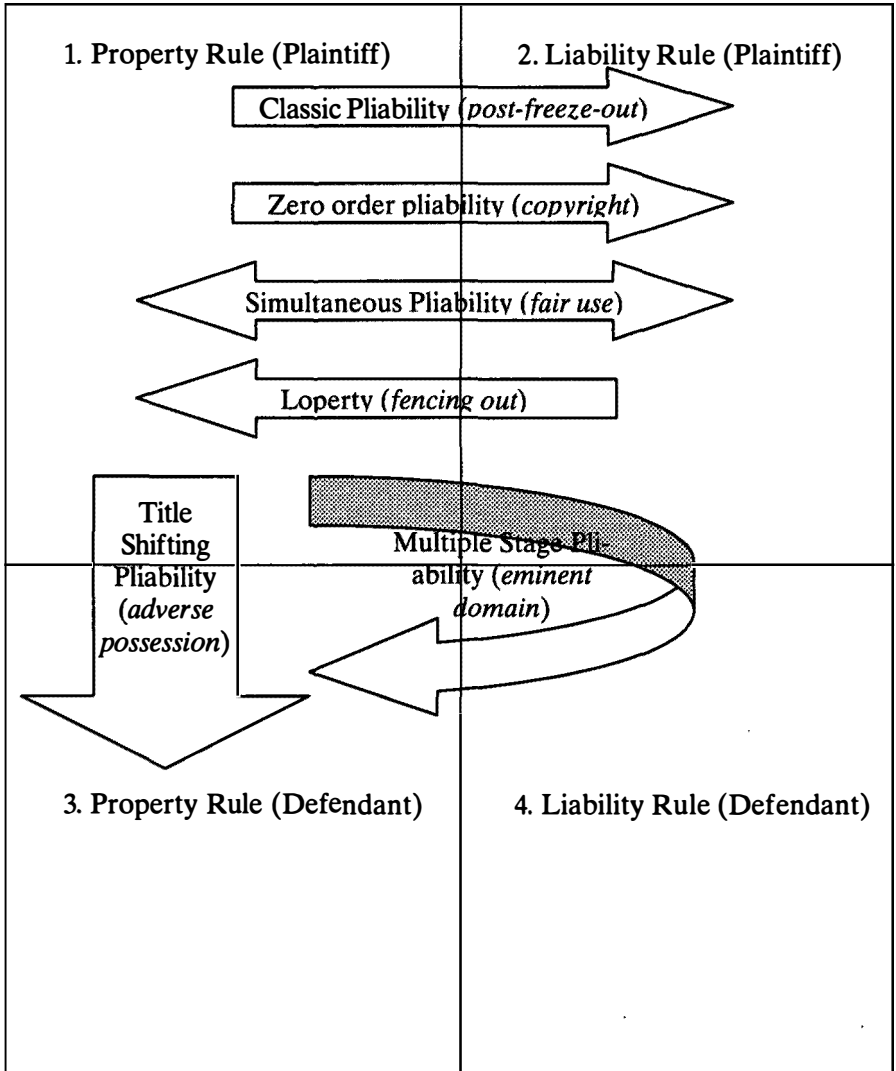 1. Property Rule (Plaintiff)
2. Liability Rule (Plaintiff)
Classic Pliability (post-freeze-out)
Zero order pliability (copyright)
Simultaneous Pliability (fair use)
Loperty (fencing out)
Title
Shifting
Pliability
(adverse
possession)
Multiple Stage Pli-
ability (eminent
domain)
3. Property Rule (Defendant)
4. Liability Rule (Defendant)